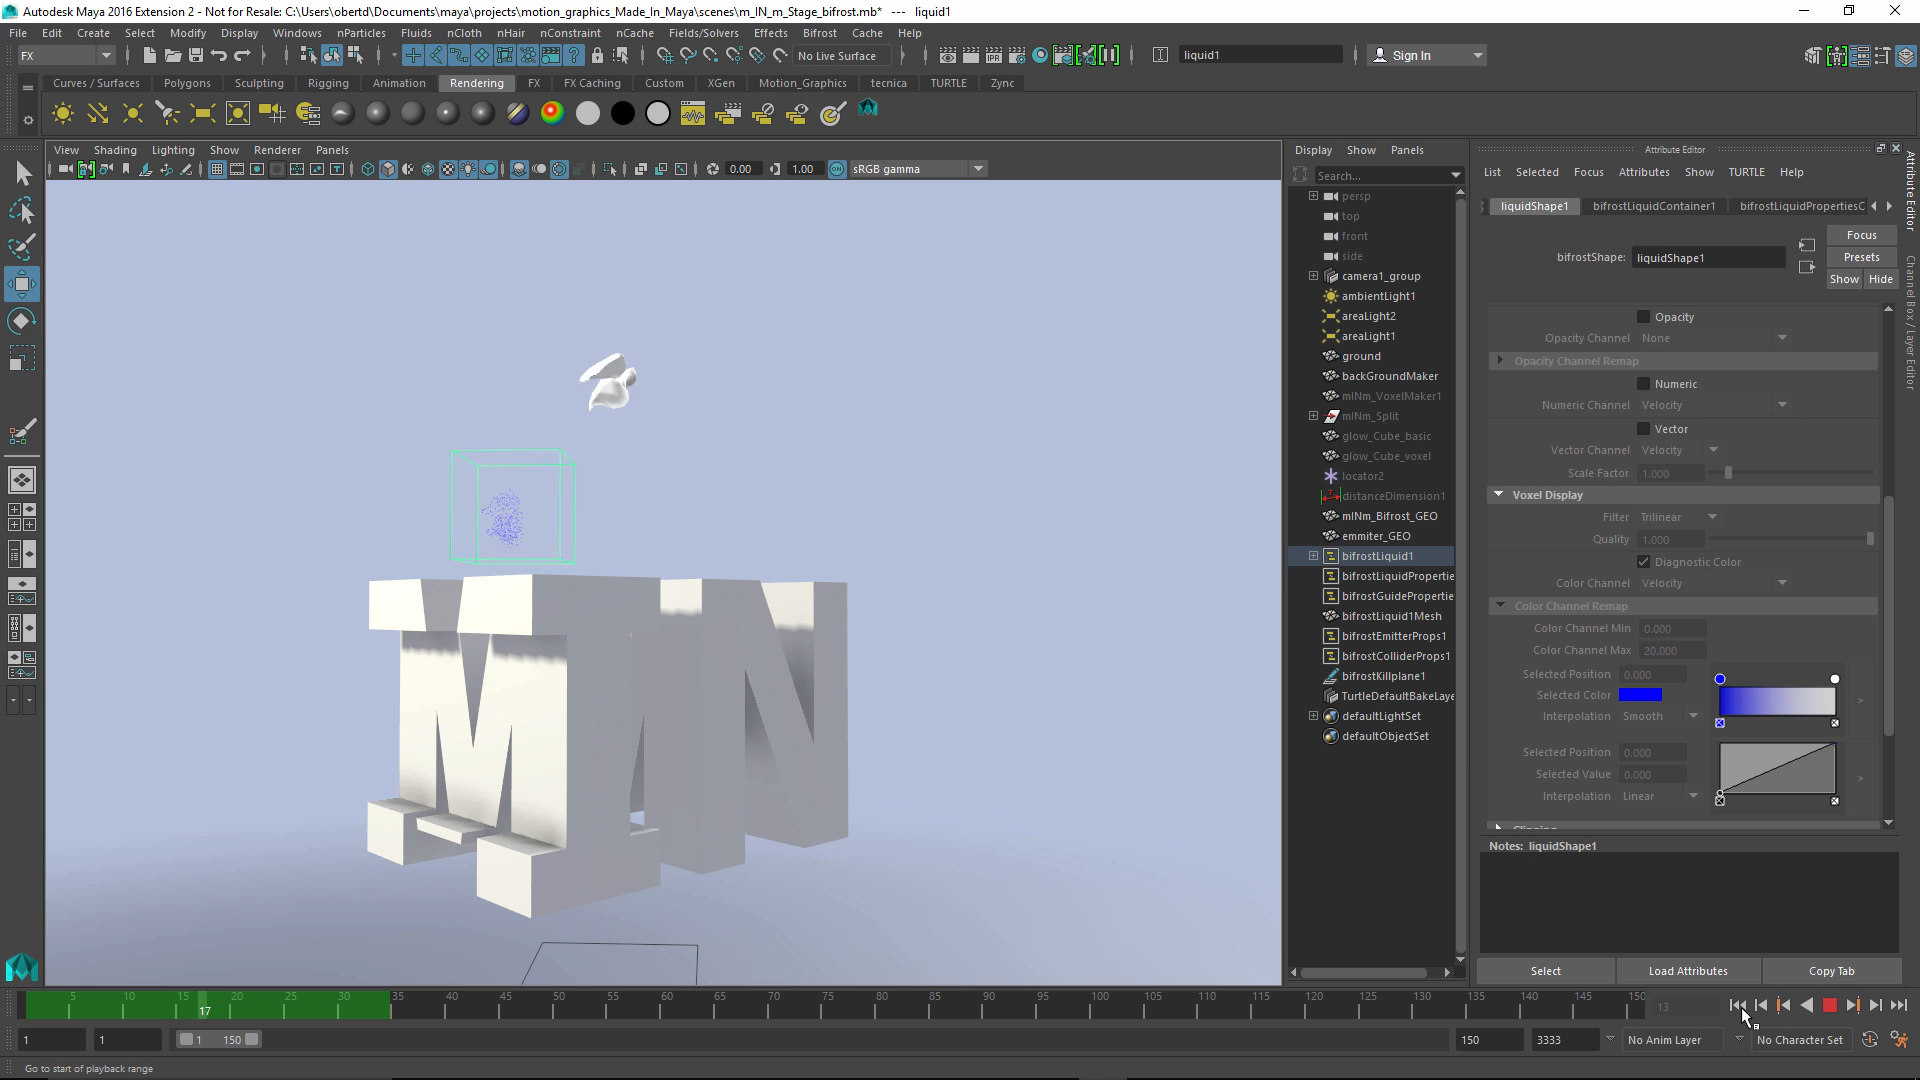 Autodesk Maya 2016 Extension 2 - Not for Resale: C:\Users\obertd\Documents\maya\projects\motion_graphics_Made_In_Maya\scenes\m_IN_m_Stage_bifrost.mb*   ---   liquid1
File Edit Create Select Modify Display Windows nParticles Fluids nCloth nHair nConstraint nCache Fields/Solvers Effects Bifrost Cache Help
FX No Live Surface liquid1 Sign In
Curves / Surfaces Polygons Sculpting Rigging Animation Rendering FX FX Caching Custom XGen Motion_Graphics tecnica TURTLE Zync
View Shading Lighting Show Renderer Panels
0.00 1.00 sRGB gamma
Display Show Panels
Search...
persp
top
front
side
camera1_group
ambientLight1
areaLight2
areaLight1
ground
backGroundMaker
mINm_VoxelMaker1
mINm_Split
glow_Cube_basic
glow_Cube_voxel
locator2
distanceDimension1
mINm_Bifrost_GEO
emmiter_GEO
bifrostLiquid1
bifrostLiquidPropertie
bifrostGuidePropertie
bifrostLiquid1Mesh
bifrostEmitterProps1
bifrostColliderProps1
bifrostKillplane1
TurtleDefaultBakeLaye
defaultLightSet
defaultObjectSet
Attribute Editor
List Selected Focus Attributes Show TURTLE Help
liquidShape1 bifrostLiquidContainer1 bifrostLiquidPropertiesC
bifrostShape: liquidShape1
Focus
Presets
Show Hide
Opacity
Opacity Channel None
Opacity Channel Remap
Numeric
Numeric Channel Velocity
Vector
Vector Channel Velocity
Scale Factor 1.000
Voxel Display
Filter Trilinear
Quality 1.000
Diagnostic Color
Color Channel Velocity
Color Channel Remap
Color Channel Min 0.000
Color Channel Max 20.000
Selected Position 0.000
Selected Color
Interpolation Smooth
Selected Position 0.000
Selected Value 0.000
Interpolation Linear
Notes: liquidShape1
Select Load Attributes Copy Tab
Attribute Editor
Channel Box / Layer Editor
5 10 15 17 20 25 30 35 40 45 50 55 60 65 70 75 80 85 90 95 100 105 110 115 120 125 130 135 140 145 150 13
1 1 1 150 150 3333 No Anim Layer No Character Set
Go to start of playback range